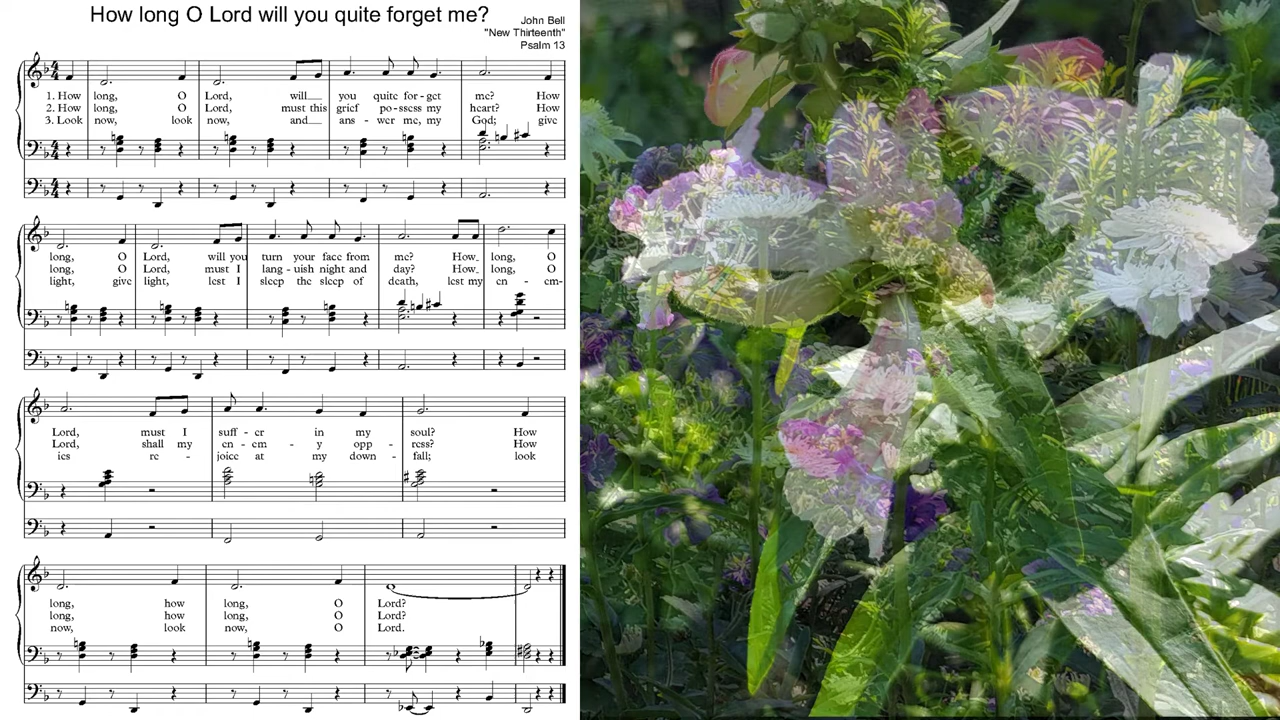 How long O Lord will you quite forget me?
John Bell
"New Thirteenth"
Psalm 13
1. How long, O Lord, will you quite for - get me? How
2. How long, O Lord, must this grief po - ssess my heart? How
3. Look now, look now, and ans - wer me, my God; give
long, O Lord, will you turn your face from me? How long, O
long, O Lord, must I lang - uish night and day? How long, O
light, give light, lest I sleep the sleep of death, lest my en - em-
Lord, must I suff - er in my soul? How
Lord, shall my en - em - y opp - ress? How
ies re - joice at my down - fall; look
long, how long, O Lord?
long, how long, O Lord?
now, look now, O Lord.